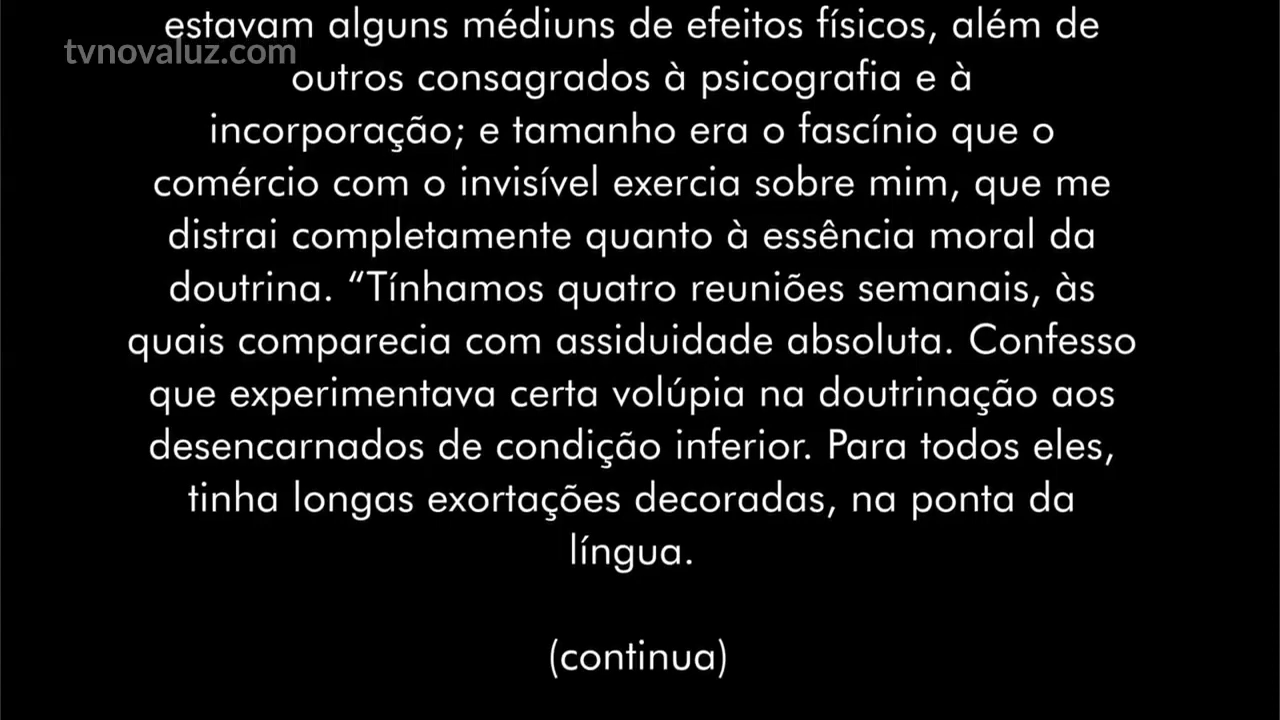 estavam alguns médiuns de efeitos físicos, além de
tvnovaluz.com
outros consagrados à psicografia e à
incorporação; e tamanho era o fascínio que o
comércio com o invisível exercia sobre mim, que me
distrai completamente quanto à essência moral da
doutrina. “Tínhamos quatro reuniões semanais, às
quais comparecia com assiduidade absoluta. Confesso
que experimentava certa volúpia na doutrinação aos
desencarnados de condição inferior. Para todos eles,
tinha longas exortações decoradas, na ponta da
língua.
(continua)